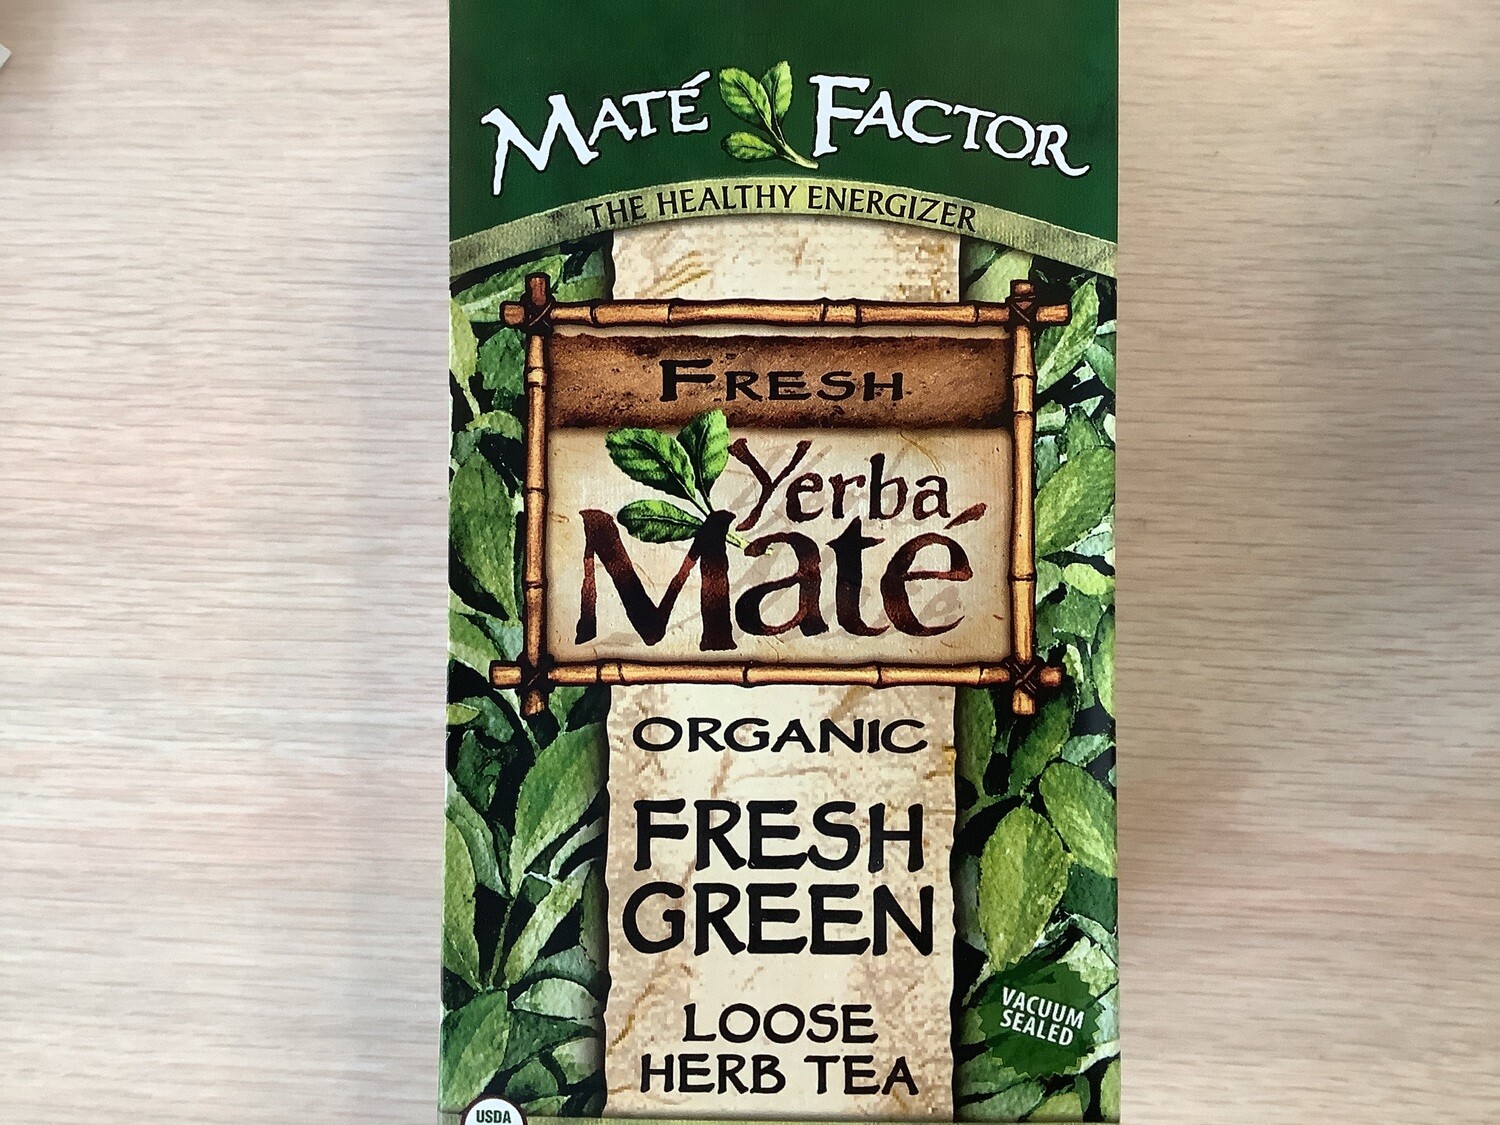 MATÉ FACTOR
THE HEALTHY ENERGIZER
FRESH
Yerba
Maté
ORGANIC
FRESH
GREEN
LOOSE
HERB TEA
VACUUM
SEALED
USDA